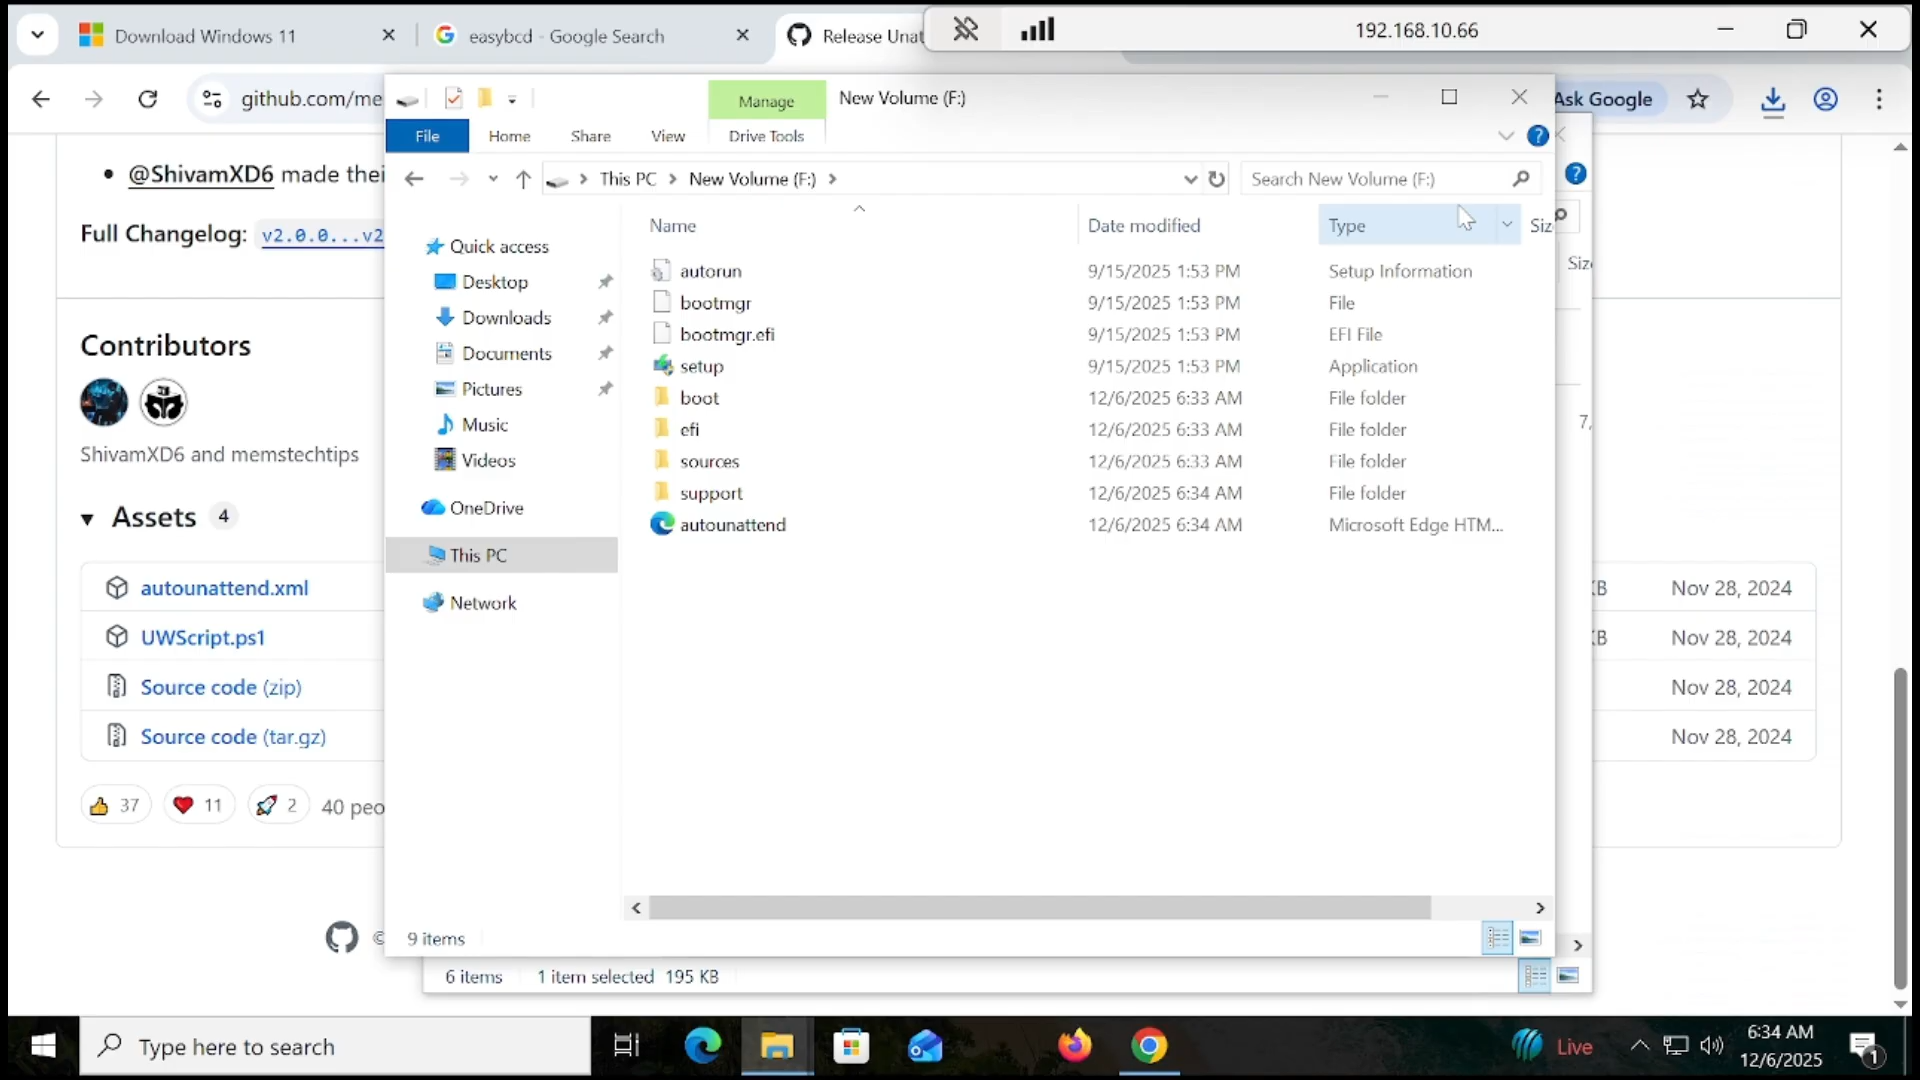 Download Windows 11
easybcd - Google Search
Release Unat
192.168.10.66
github.com/me
Ask Google
Manage
New Volume (F:)
File
Home
Share
View
Drive Tools
This PC
New Volume (F:)
Search New Volume (F:)
Name
Date modified
Type
Siz
Siz
Quick access
Desktop
Downloads
Documents
Pictures
Music
Videos
OneDrive
This PC
Network
autorun 9/15/2025 1:53 PM Setup Information
bootmgr 9/15/2025 1:53 PM File
bootmgr.efi 9/15/2025 1:53 PM EFI File
setup 9/15/2025 1:53 PM Application
boot 12/6/2025 6:33 AM File folder
efi 12/6/2025 6:33 AM File folder
sources 12/6/2025 6:33 AM File folder
support 12/6/2025 6:34 AM File folder
autounattend 12/6/2025 6:34 AM Microsoft Edge HTM...
7,
9 items
6 items 1 item selected 195 KB
@ShivamXD6 made thei
Full Changelog: v2.0.0...v2
Contributors
ShivamXD6 and memstechtips
Assets 4
autounattend.xml
KB Nov 28, 2024
UWScript.ps1
KB Nov 28, 2024
Source code (zip)
Nov 28, 2024
Source code (tar.gz)
Nov 28, 2024
37
11
2
40 peo
©
Type here to search
Live
6:34 AM
12/6/2025
1